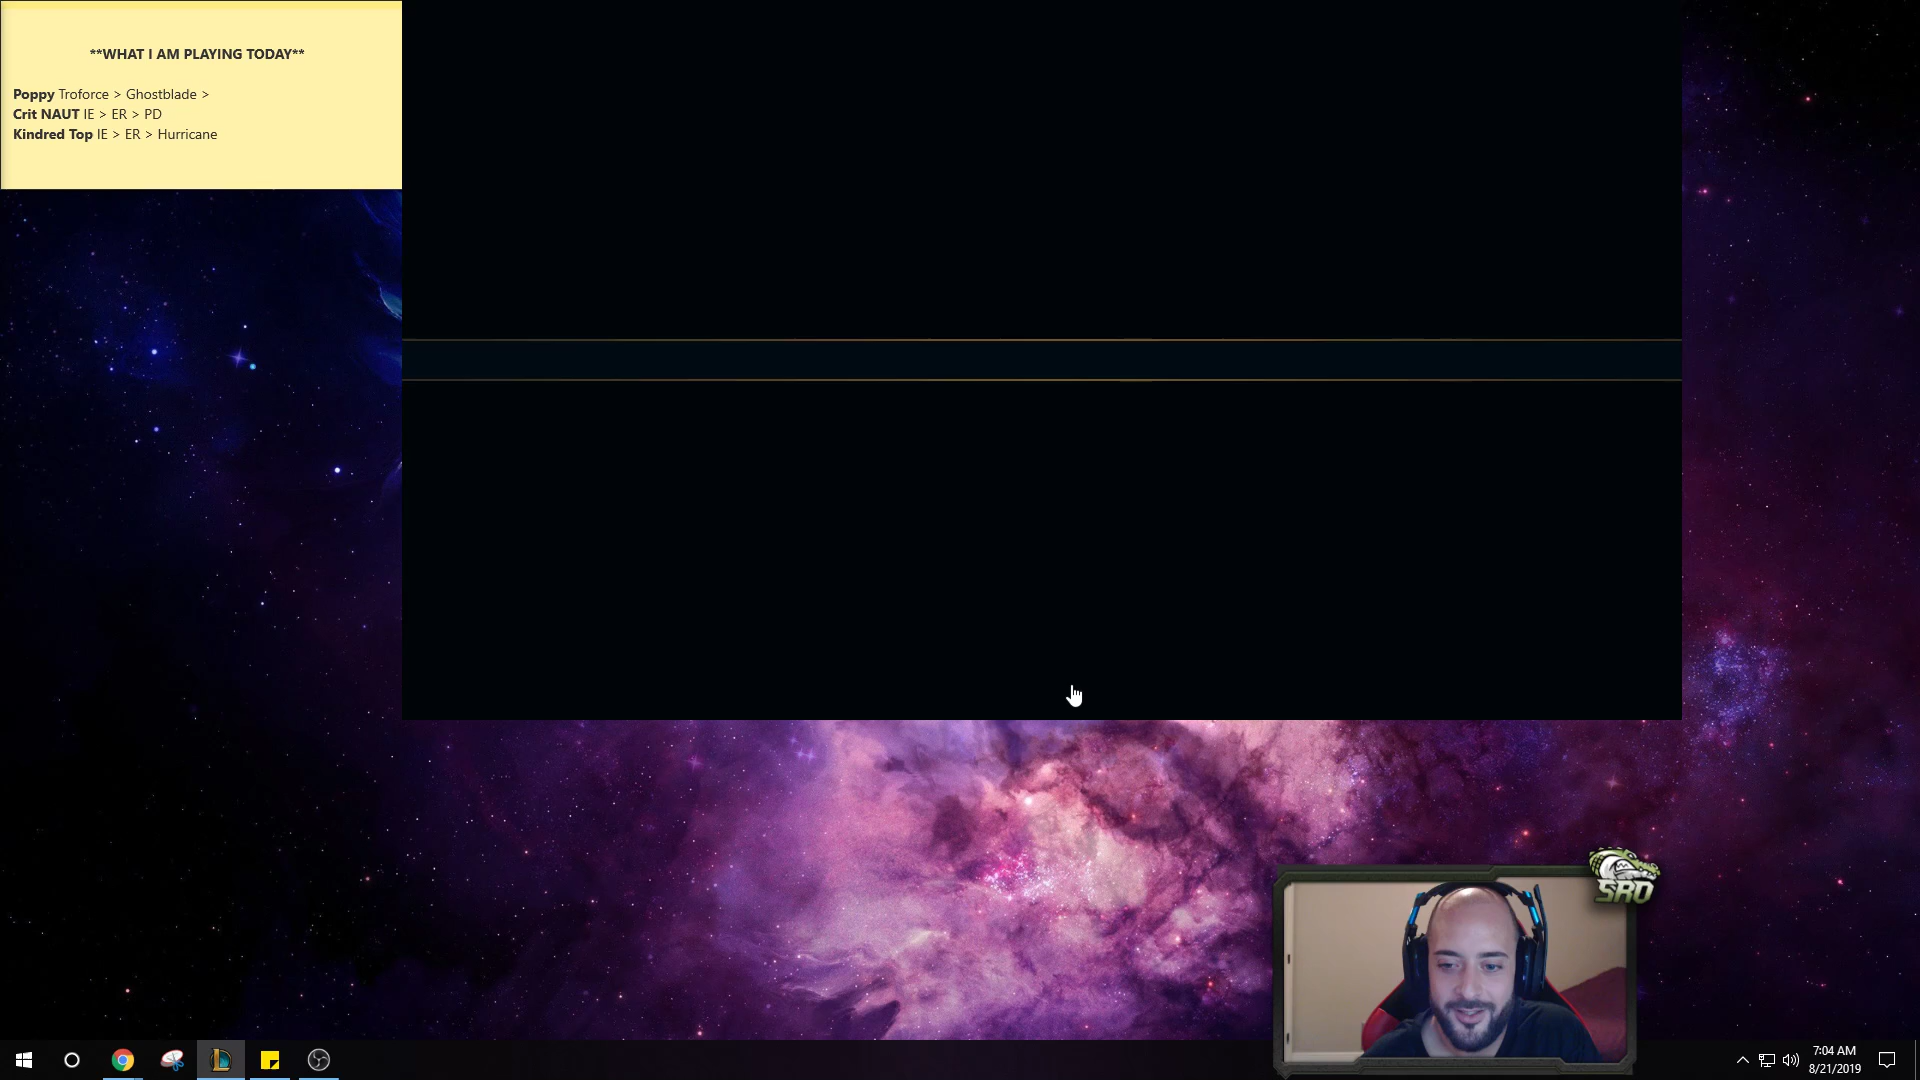 **WHAT I AM PLAYING TODAY**
Poppy Troforce > Ghostblade >
Crit NAUT IE > ER > PD
Kindred Top IE > ER > Hurricane
SRO
7:04 AM
8/21/2019